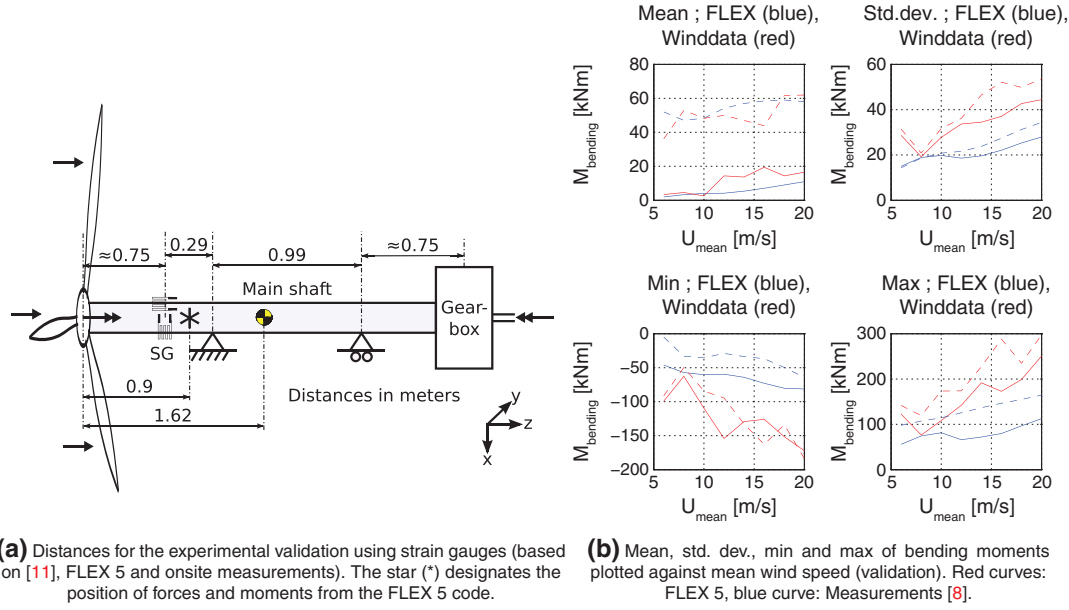 ≈0.75
0.29
0.99
≈0.75
Main shaft
Gear-
box
SG
0.9
1.62
Distances in meters
y
z
x
(a) Distances for the experimental validation using strain gauges (based
on [11], FLEX 5 and onsite measurements). The star (*) designates the
position of forces and moments from the FLEX 5 code.
Mean ; FLEX (blue),
Winddata (red)
80
60
40
20
0
5 10 15 20
M_bending [kNm]
U_mean [m/s]
Std.dev. ; FLEX (blue),
Winddata (red)
60
40
20
0
5 10 15 20
M_bending [kNm]
U_mean [m/s]
Min ; FLEX (blue),
Winddata (red)
−0
−50
−100
−150
−200
5 10 15 20
M_bending [kNm]
U_mean [m/s]
Max ; FLEX (blue),
Winddata (red)
300
200
100
0
5 10 15 20
M_bending [kNm]
U_mean [m/s]
(b) Mean, std. dev., min and max of bending moments
plotted against mean wind speed (validation). Red curves:
FLEX 5, blue curve: Measurements [8].